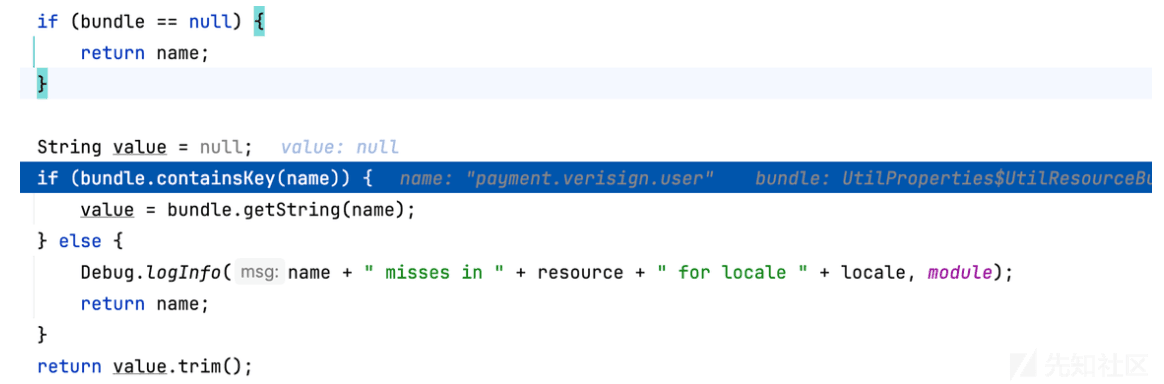 if (bundle == null) {
    return name;
}
String value = null;  value: null
if (bundle.containsKey(name)) {  name: "payment.verisign.user"  bundle: UtilProperties$UtilResourceBu
    value = bundle.getString(name);
} else {
    Debug.logInfo( msg: name + " misses in " + resource + " for locale " + locale, module);
    return name;
}
return value.trim();
先知社区